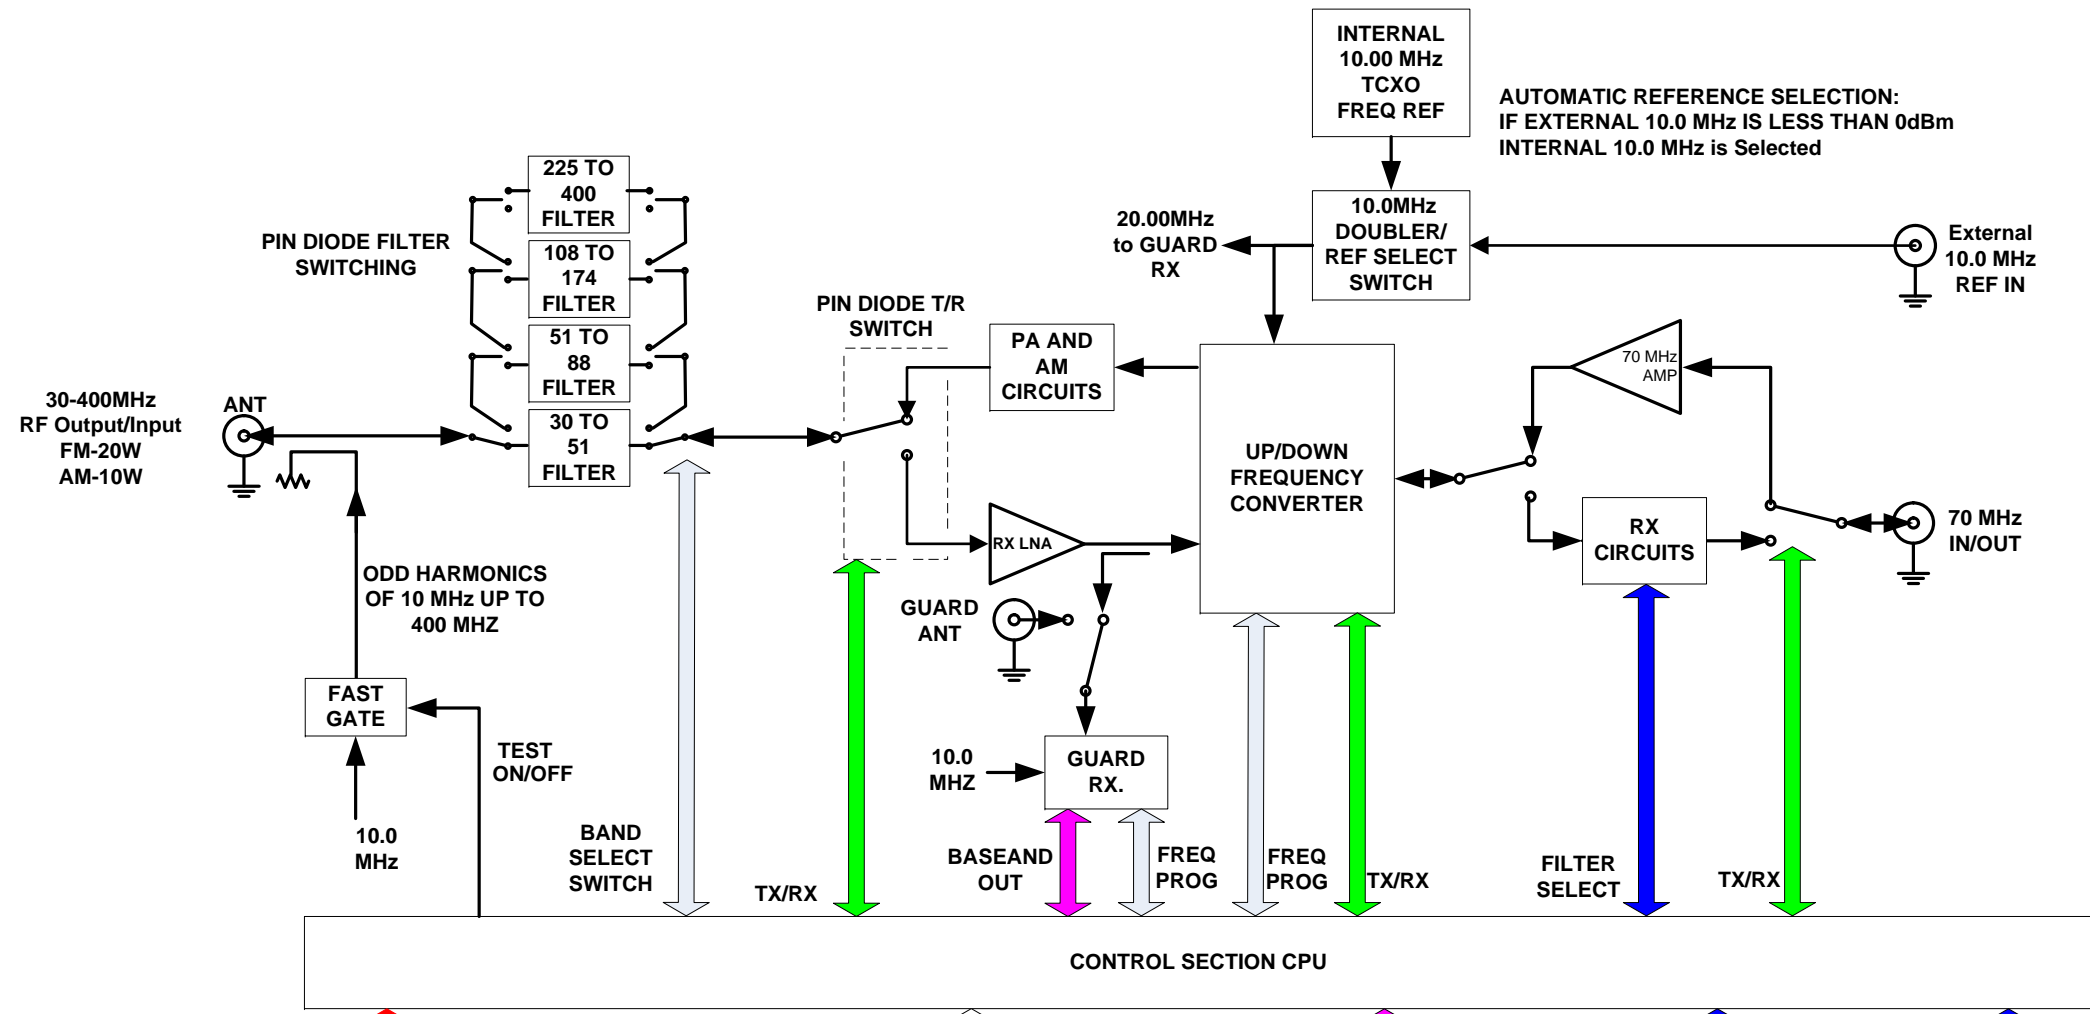 INTERNAL
10.00 MHz
TCXO
FREQ REF
AUTOMATIC REFERENCE SELECTION:
IF EXTERNAL 10.0 MHz IS LESS THAN 0dBm
INTERNAL 10.0 MHz is Selected
225 TO
400
FILTER
108 TO
174
FILTER
51 TO
88
FILTER
30 TO
51
FILTER
PIN DIODE FILTER
SWITCHING
20.00MHz
to GUARD
RX
10.0MHz
DOUBLER/
REF SELECT
SWITCH
External
10.0 MHz
REF IN
PIN DIODE T/R
SWITCH
PA AND
AM
CIRCUITS
70 MHz
AMP
30-400MHz
RF Output/Input
FM-20W
AM-10W
ANT
UP/DOWN
FREQUENCY
CONVERTER
RX LNA
RX
CIRCUITS
70 MHz
IN/OUT
ODD HARMONICS
OF 10 MHz UP TO
400 MHZ
GUARD
ANT
FAST
GATE
TEST
ON/OFF
10.0
MHZ
GUARD
RX.
10.0
MHz
BAND
SELECT
SWITCH
TX/RX
BASEAND
OUT
FREQ
PROG
FREQ
PROG
TX/RX
FILTER
SELECT
TX/RX
CONTROL SECTION CPU